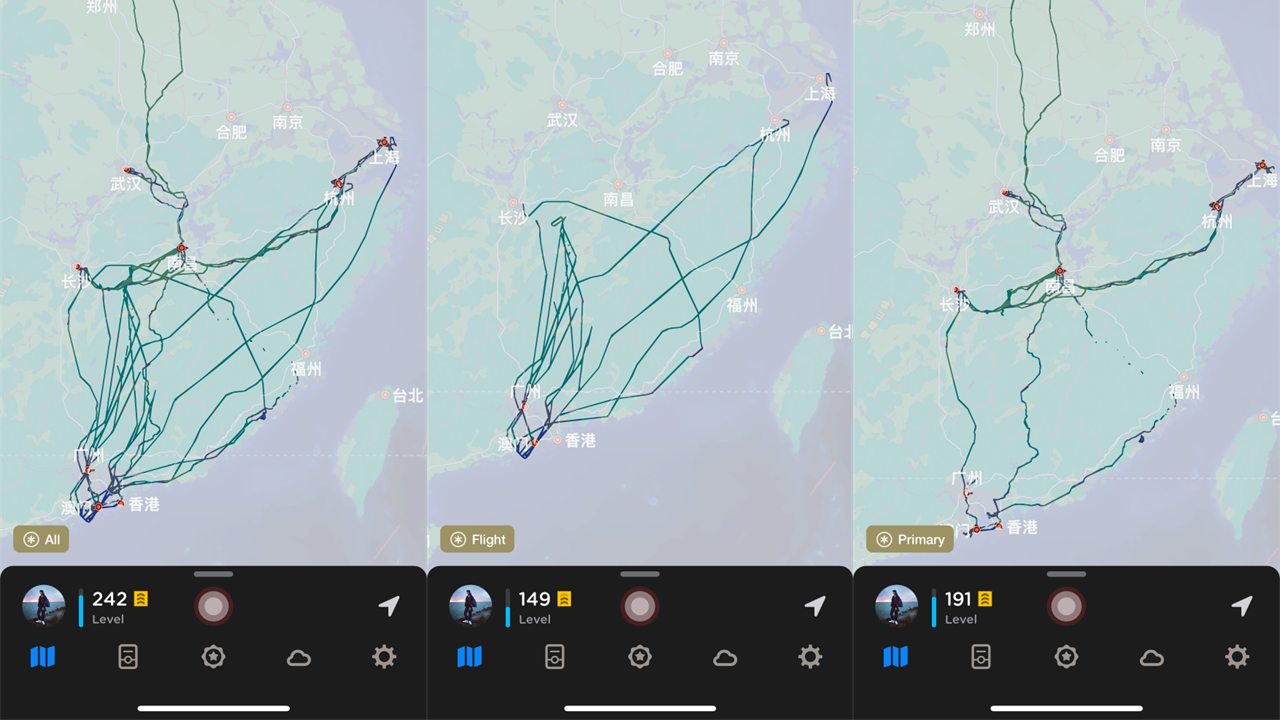 郑州
合肥
南京
武汉
上海
杭州
南昌
长沙
福州
台北
广州
澳门
香港
All
242
Level
南京
合肥
上海
武汉
杭州
南昌
长沙
福州
台北
广州
澳门
香港
Flight
149
Level
郑州
南京
合肥
上海
武汉
杭州
南昌
长沙
福州
广州
门
香港
Primary
191
Level